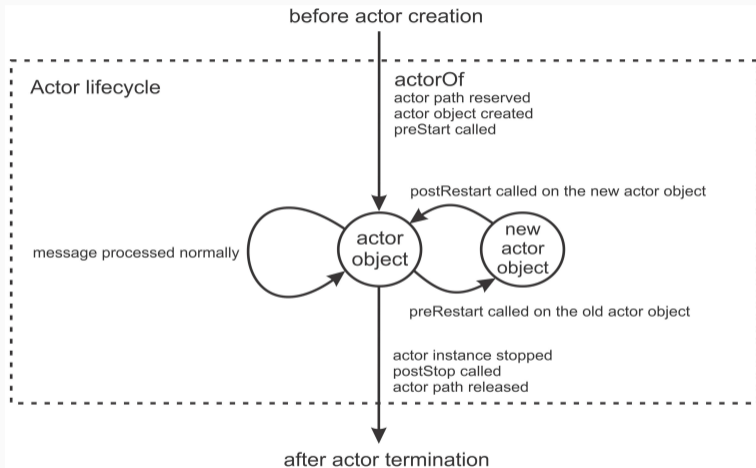 before actor creation
Actor lifecycle
actorOf
actor path reserved
actor object created
preStart called
postRestart called on the new actor object
message processed normally
actor
object
new
actor
object
preRestart called on the old actor object
actor instance stopped
postStop called
actor path released
after actor termination